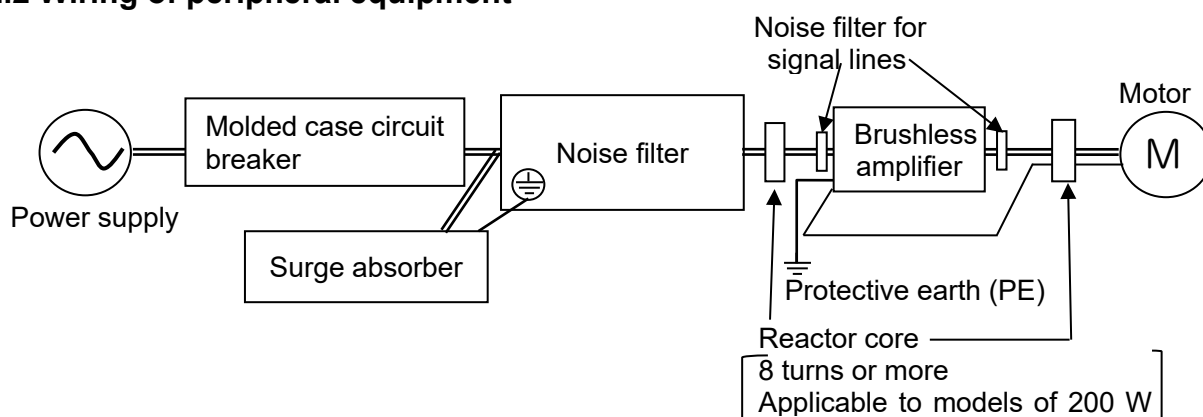 Wiring of peripheral equipment
Noise filter for
signal lines
Motor
Molded case circuit
breaker
Noise filter
Brushless
amplifier
M
Power supply
Surge absorber
Protective earth (PE)
Reactor core
8 turns or more
Applicable to models of 200 W